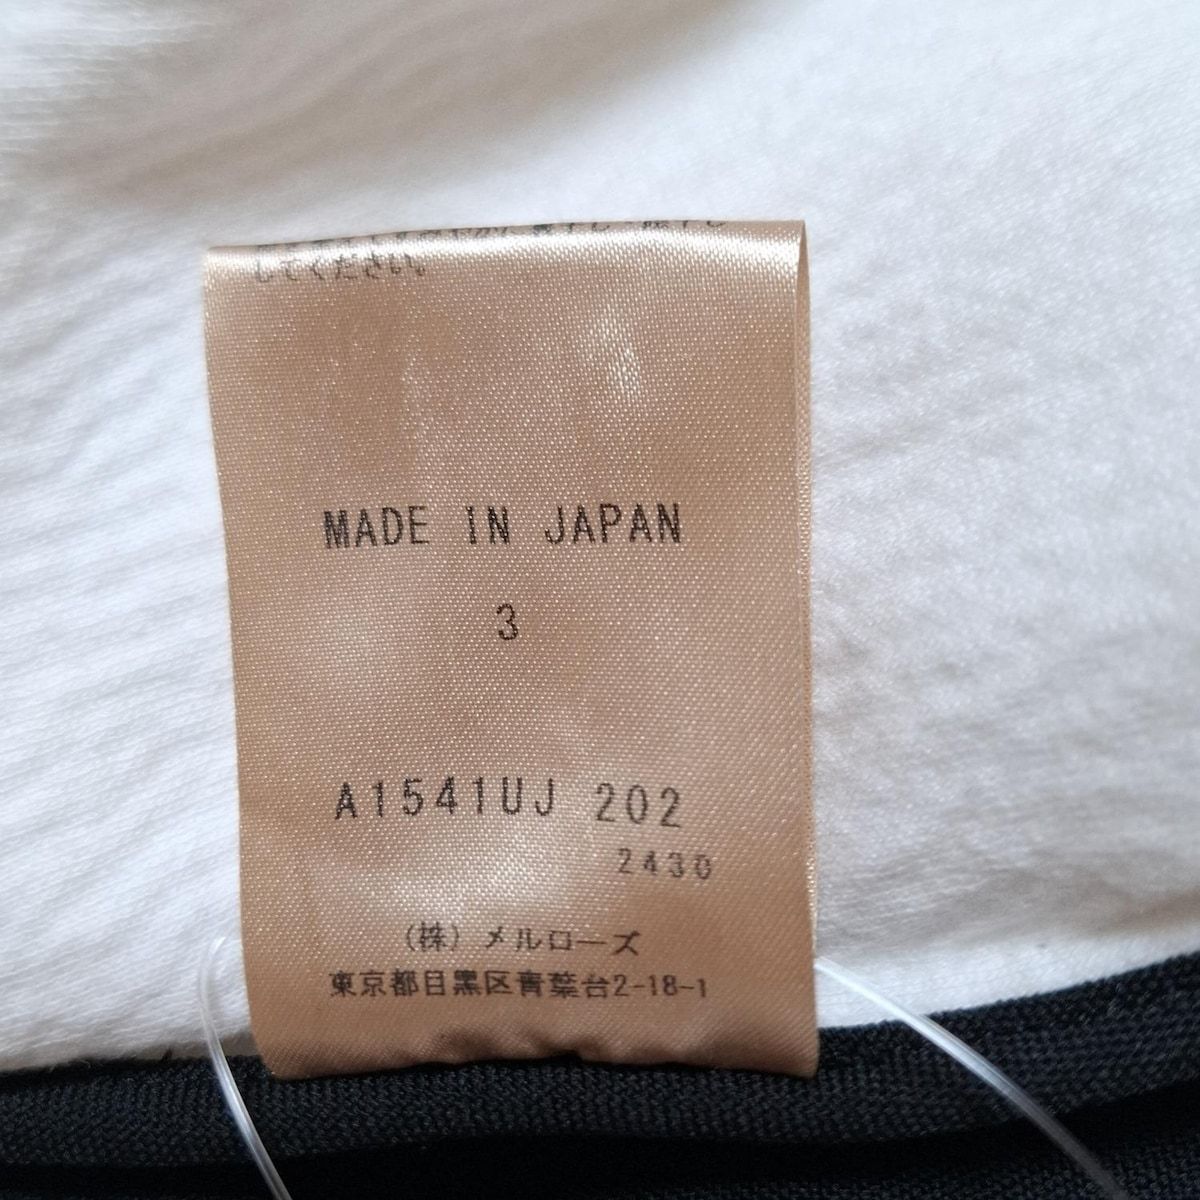 してください。
MADE IN JAPAN
3
A1541UJ 202
2430
(株) メルローズ
東京都目黒区青葉台2-18-1